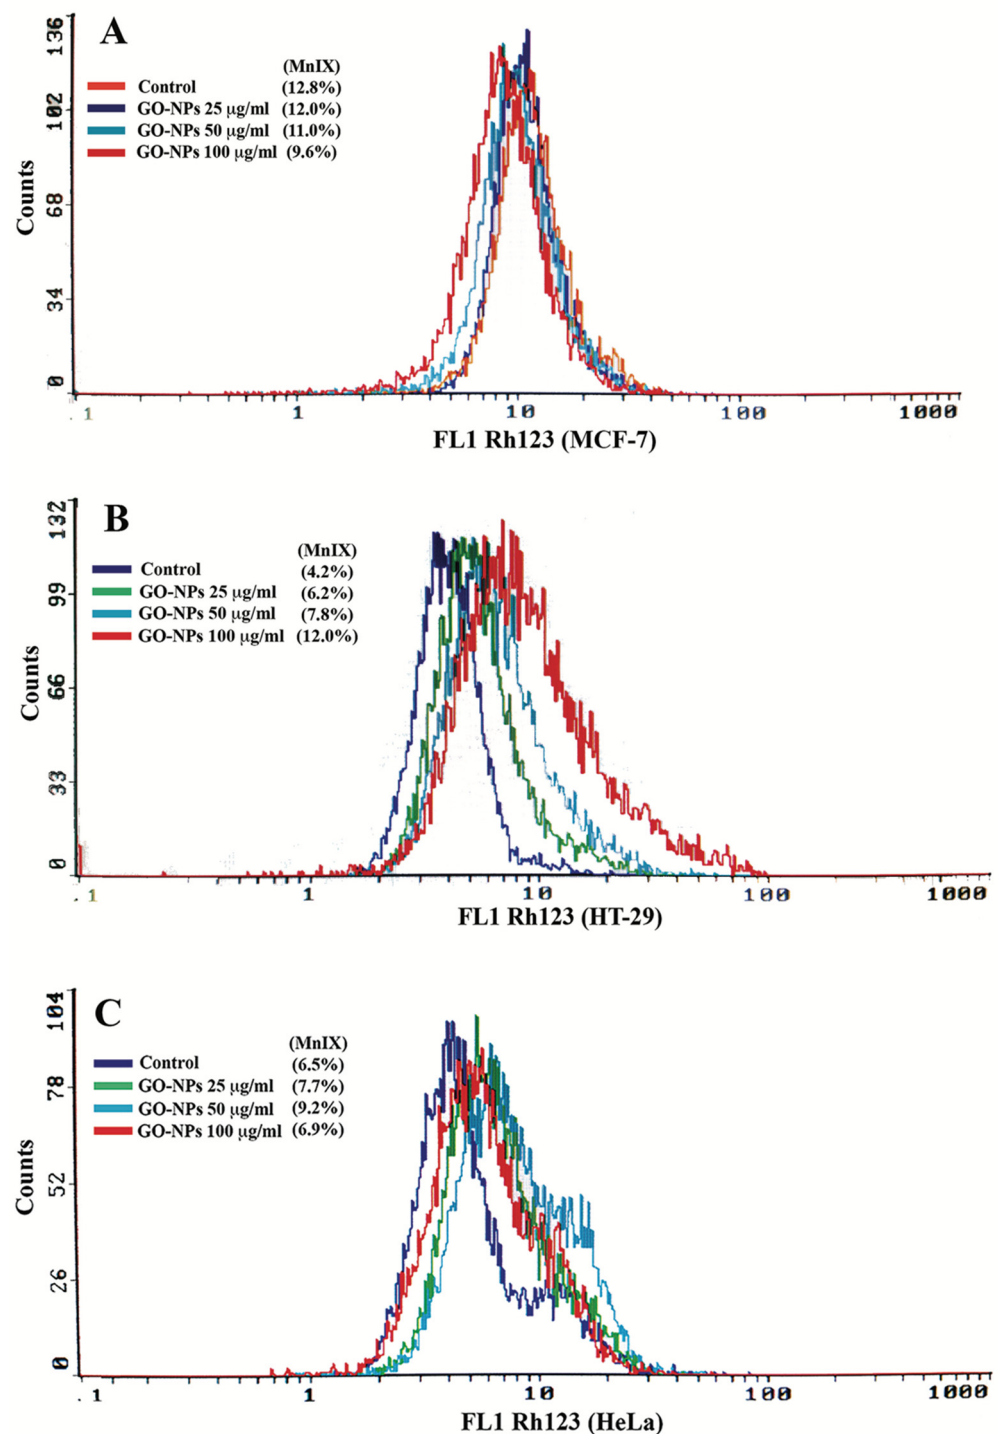 A
(MnIX)
Control (12.8%)
GO-NPs 25 µg/ml (12.0%)
GO-NPs 50 µg/ml (11.0%)
GO-NPs 100 µg/ml (9.6%)
136
102
68
34
0
Counts
.1 1 10 100 1000
FL1 Rh123 (MCF-7)
B
(MnIX)
Control (4.2%)
GO-NPs 25 µg/ml (6.2%)
GO-NPs 50 µg/ml (7.8%)
GO-NPs 100 µg/ml (12.0%)
132
99
66
33
0
Counts
.1 1 10 100 1000
FL1 Rh123 (HT-29)
C
(MnIX)
Control (6.5%)
GO-NPs 25 µg/ml (7.7%)
GO-NPs 50 µg/ml (9.2%)
GO-NPs 100 µg/ml (6.9%)
104
78
52
26
0
Counts
.1 1 10 100 1000
FL1 Rh123 (HeLa)